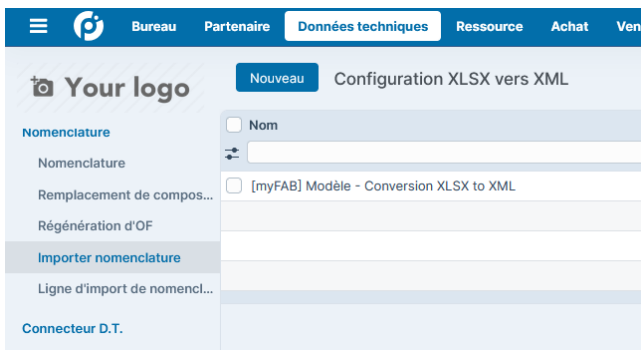 Bureau Partenaire Données techniques Ressource Achat Ven
Your logo
Nouveau Configuration XLSX vers XML
Nomenclature
Nomenclature
Remplacement de compos...
Régénération d'OF
Importer nomenclature
Ligne d'import de nomencl...
Connecteur D.T.
Nom
[myFAB] Modèle - Conversion XLSX to XML